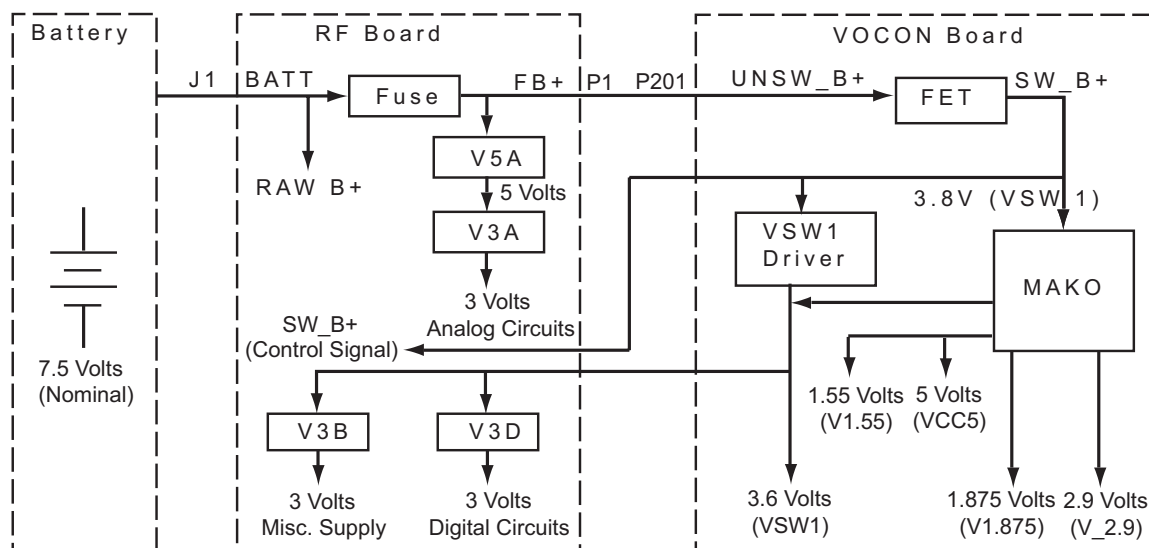 Battery
RF Board
VOCON Board
J1
BATT
Fuse
FB+
P1
P201
UNSW_B+
FET
SW_B+
RAW B+
V5A
5 Volts
V3A
3 Volts
Analog Circuits
3.8V (VSW_1)
VSW1
Driver
MAKO
SW_B+
(Control Signal)
7.5 Volts
(Nominal)
1.55 Volts
(V1.55)
5 Volts
(VCC5)
V3B
V3D
3 Volts
Misc. Supply
3 Volts
Digital Circuits
3.6 Volts
(VSW1)
1.875 Volts
(V1.875)
2.9 Volts
(V_2.9)